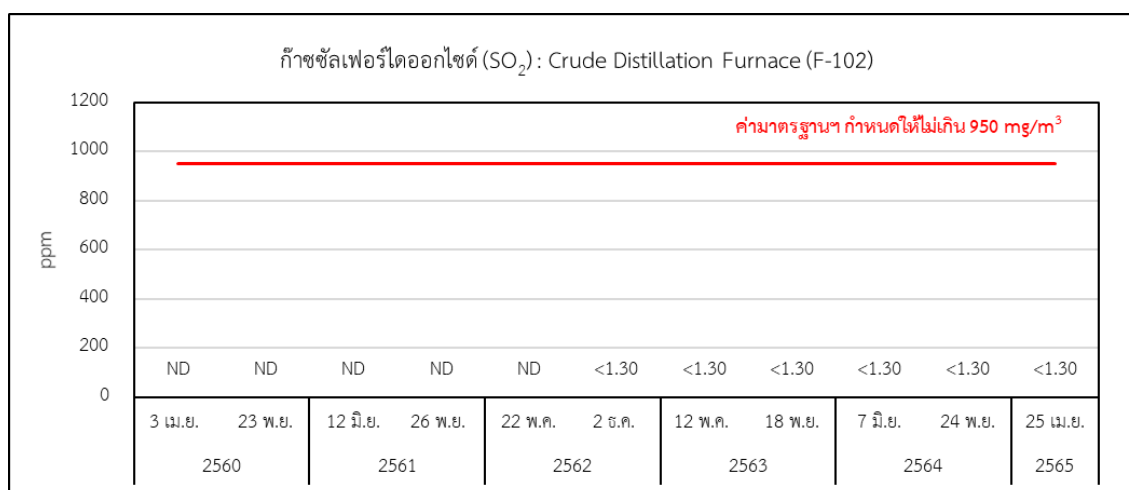 ก๊าซซัลเฟอร์ไดออกไซด์ (SO₂) : Crude Distillation Furnace (F-102)
ค่ามาตรฐานฯ กำหนดให้ไม่เกิน 950 mg/m³
ppm
1200
1000
800
600
400
200
0
ND ND ND ND ND <1.30 <1.30 <1.30 <1.30 <1.30 <1.30
3 เม.ย. 23 พ.ย. 12 มิ.ย. 26 พ.ย. 22 พ.ค. 2 ธ.ค. 12 พ.ค. 18 พ.ย. 7 มิ.ย. 24 พ.ย. 25 เม.ย.
2560 2561 2562 2563 2564 2565